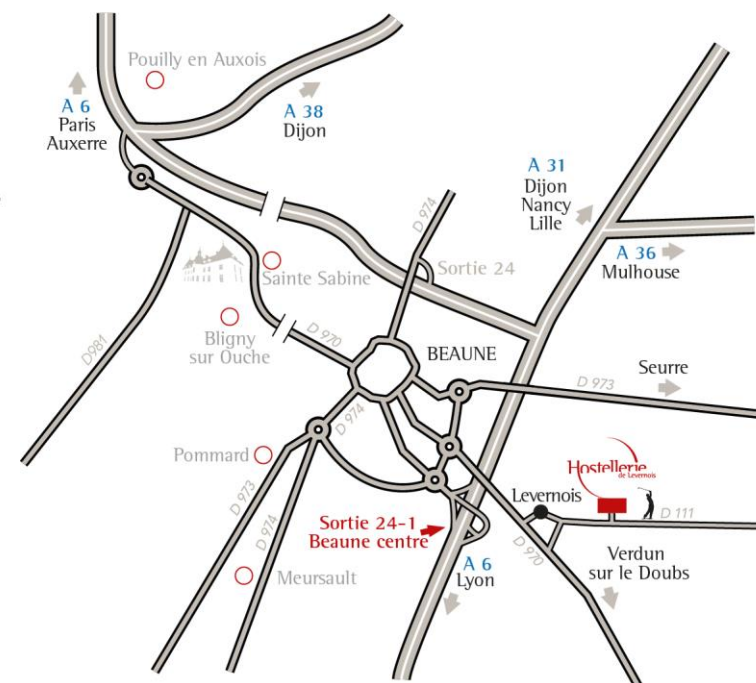 Pouilly en Auxois
A 6
Paris
Auxerre
A 38
Dijon
A 31
Dijon
Nancy
Lille
D 974
A 36
Mulhouse
Sortie 24
Sainte Sabine
D981
Bligny
sur Ouche
D 970
BEAUNE
Seurre
D 973
D 974
Pommard
D 973
D 974
Hostellerie
de Levernois
Levernois
D 111
Sortie 24-1
Beaune centre
D 970
Verdun
sur le Doubs
A 6
Lyon
Meursault